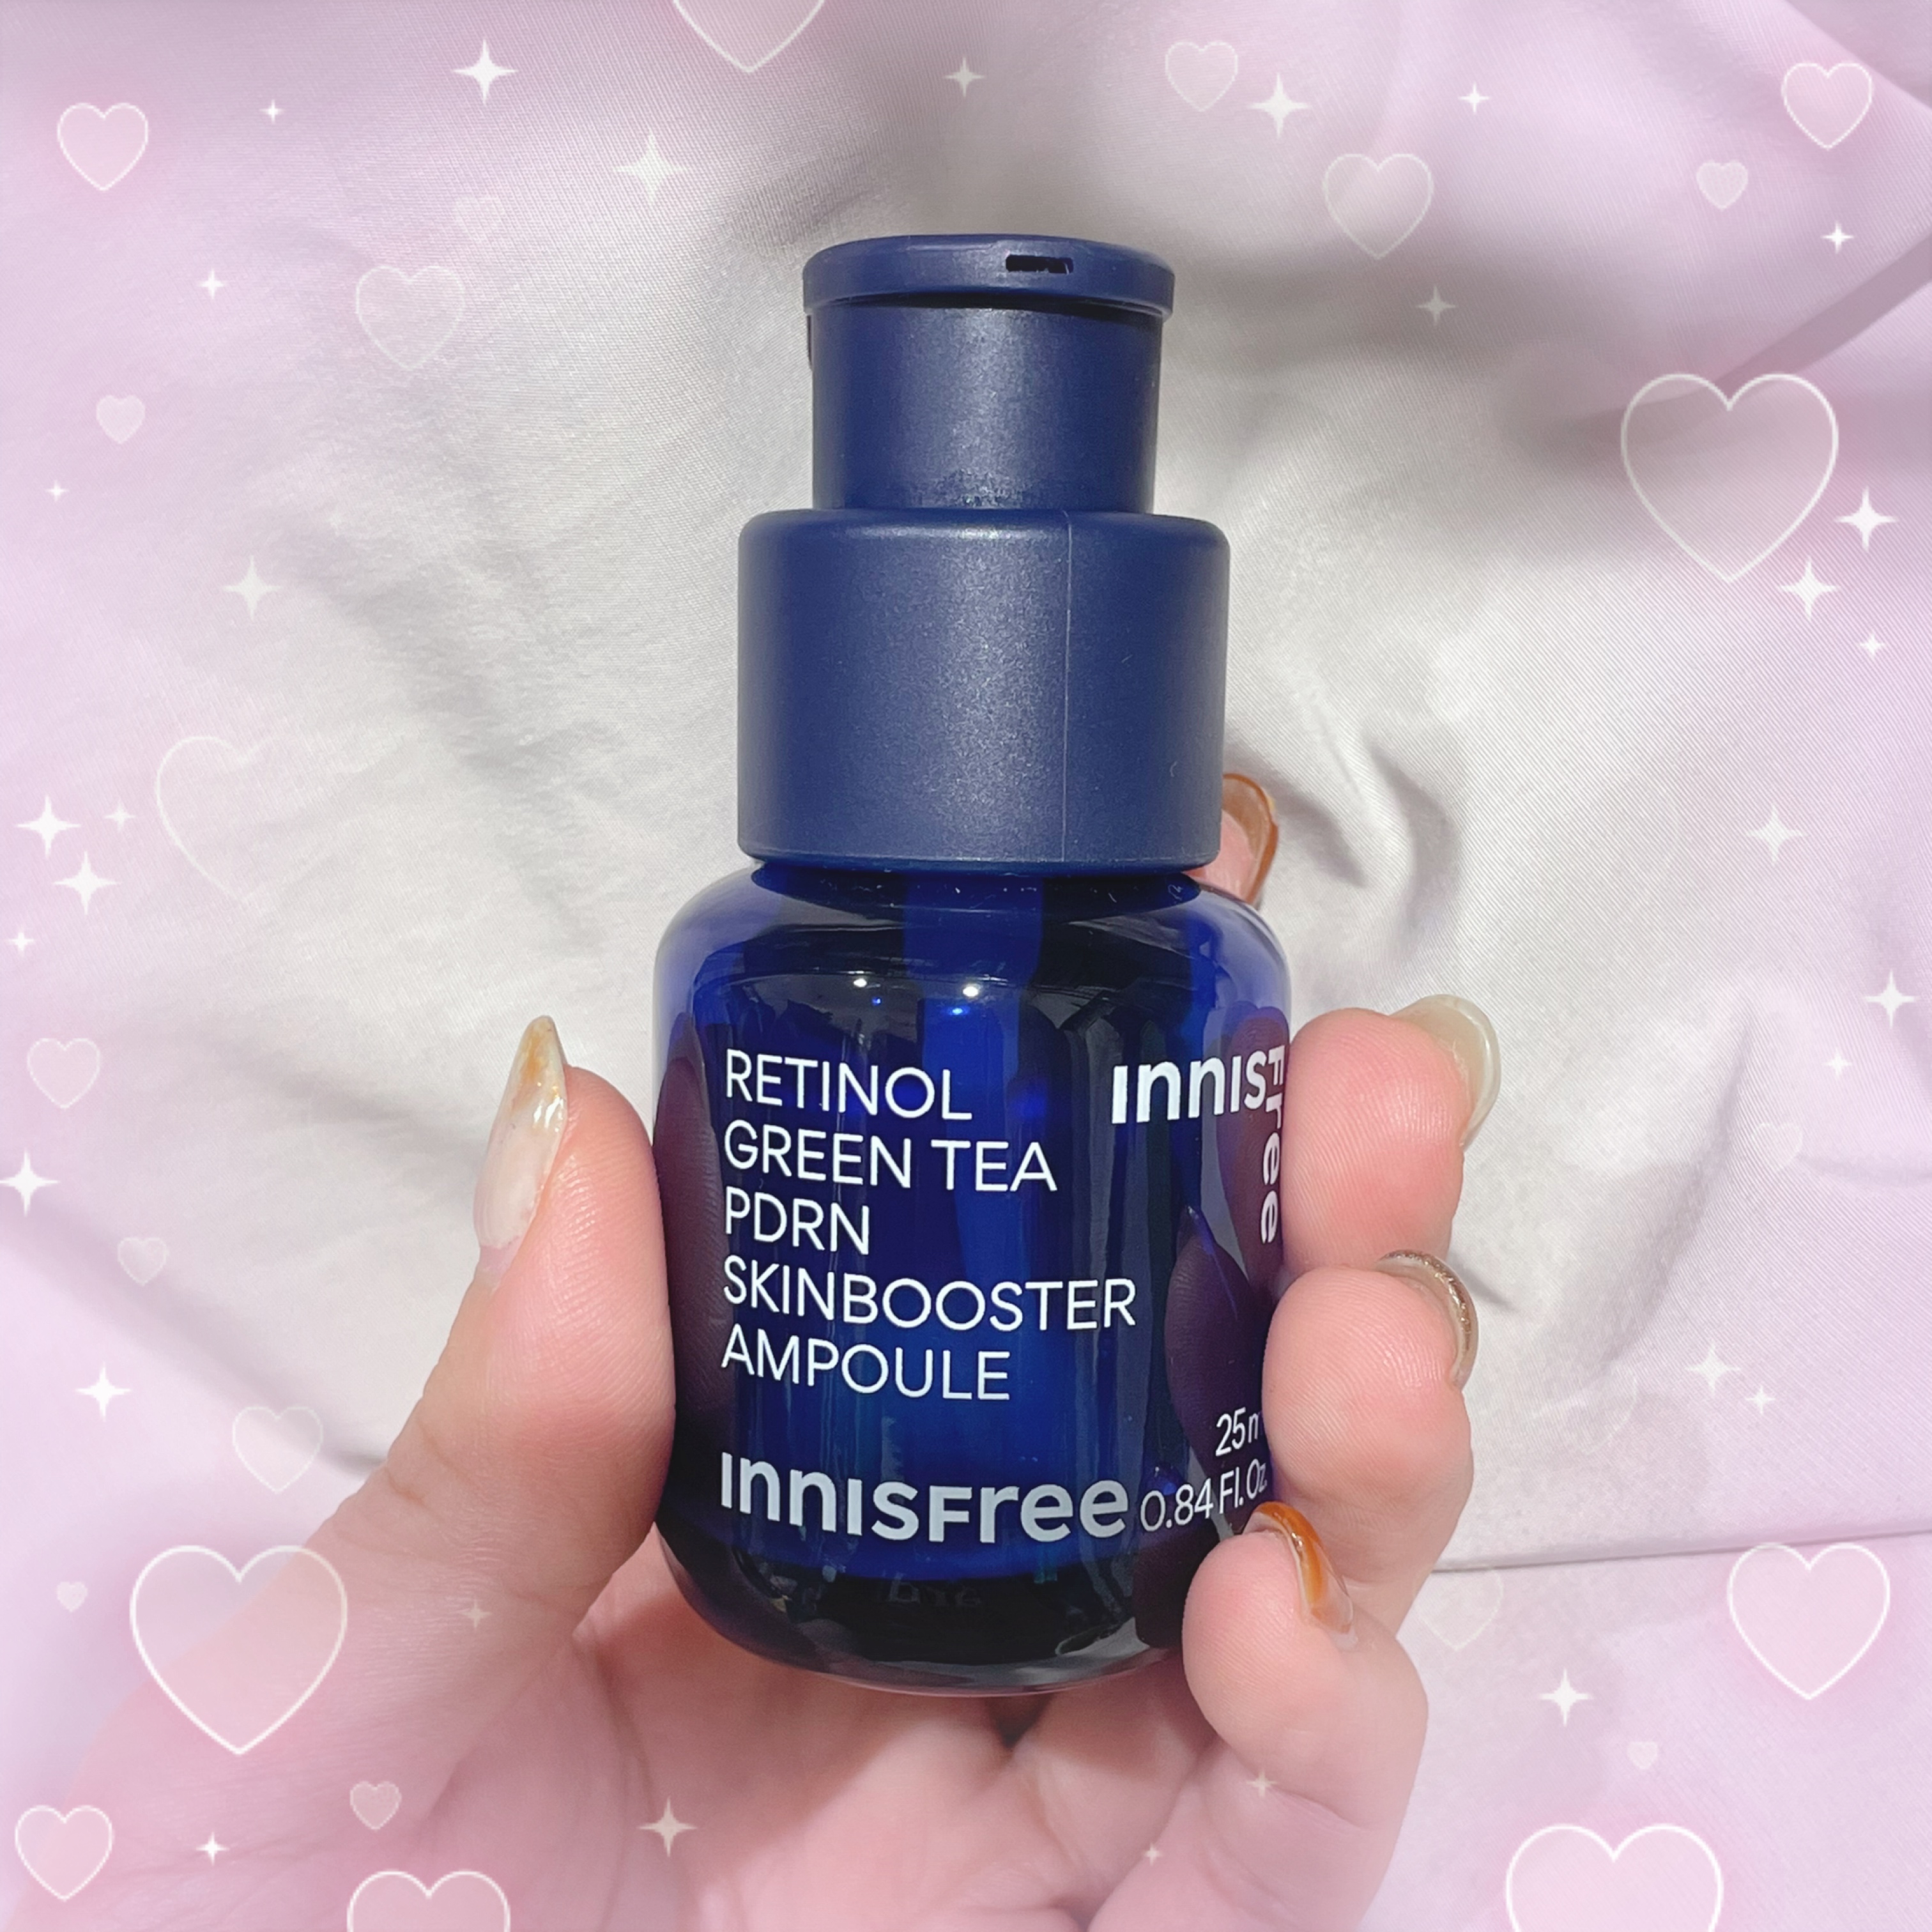 RETINOL
GREEN TEA
PDRN
SKINBOOSTER
AMPOULE
INNISFree
INNISFree
0.84 Fl.Oz.